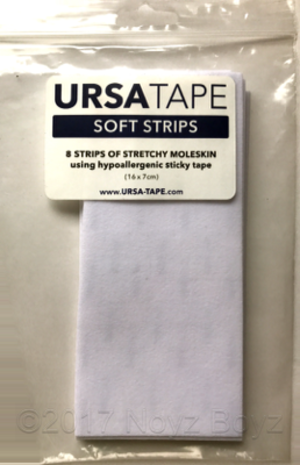 URSATAPE
SOFT STRIPS
8 STRIPS OF STRETCHY MOLESKIN
using hypoallergenic sticky tape
(16 x 7cm)
www.URSA-TAPE.com
©2017 Noyz Boyz